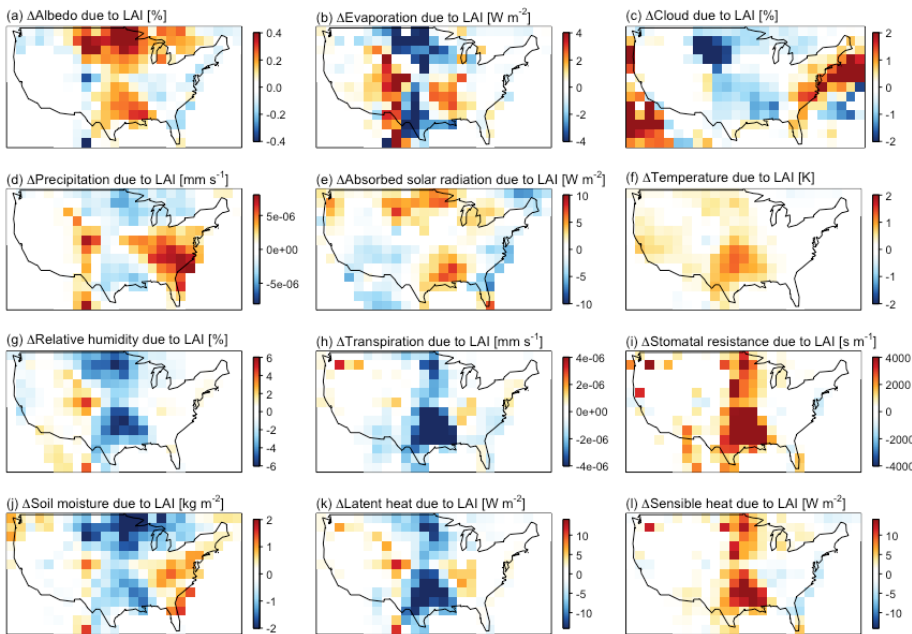 (a) ΔAlbedo due to LAI [%]
0.4
0.2
0.0
-0.2
-0.4
(b) ΔEvaporation due to LAI [W m⁻²]
4
2
0
-2
-4
(c) ΔCloud due to LAI [%]
2
1
0
-1
-2
(d) ΔPrecipitation due to LAI [mm s⁻¹]
5e-06
0e+00
-5e-06
(e) ΔAbsorbed solar radiation due to LAI [W m⁻²]
10
5
0
-5
-10
(f) ΔTemperature due to LAI [K]
2
1
0
-1
-2
(g) ΔRelative humidity due to LAI [%]
6
4
2
0
-2
-4
-6
(h) ΔTranspiration due to LAI [mm s⁻¹]
4e-06
2e-06
0e+00
-2e-06
-4e-06
(i) ΔStomatal resistance due to LAI [s m⁻¹]
4000
2000
0
-2000
-4000
(j) ΔSoil moisture due to LAI [kg m⁻²]
2
1
0
-1
-2
(k) ΔLatent heat due to LAI [W m⁻²]
10
5
0
-5
-10
(l) ΔSensible heat due to LAI [W m⁻²]
10
5
0
-5
-10